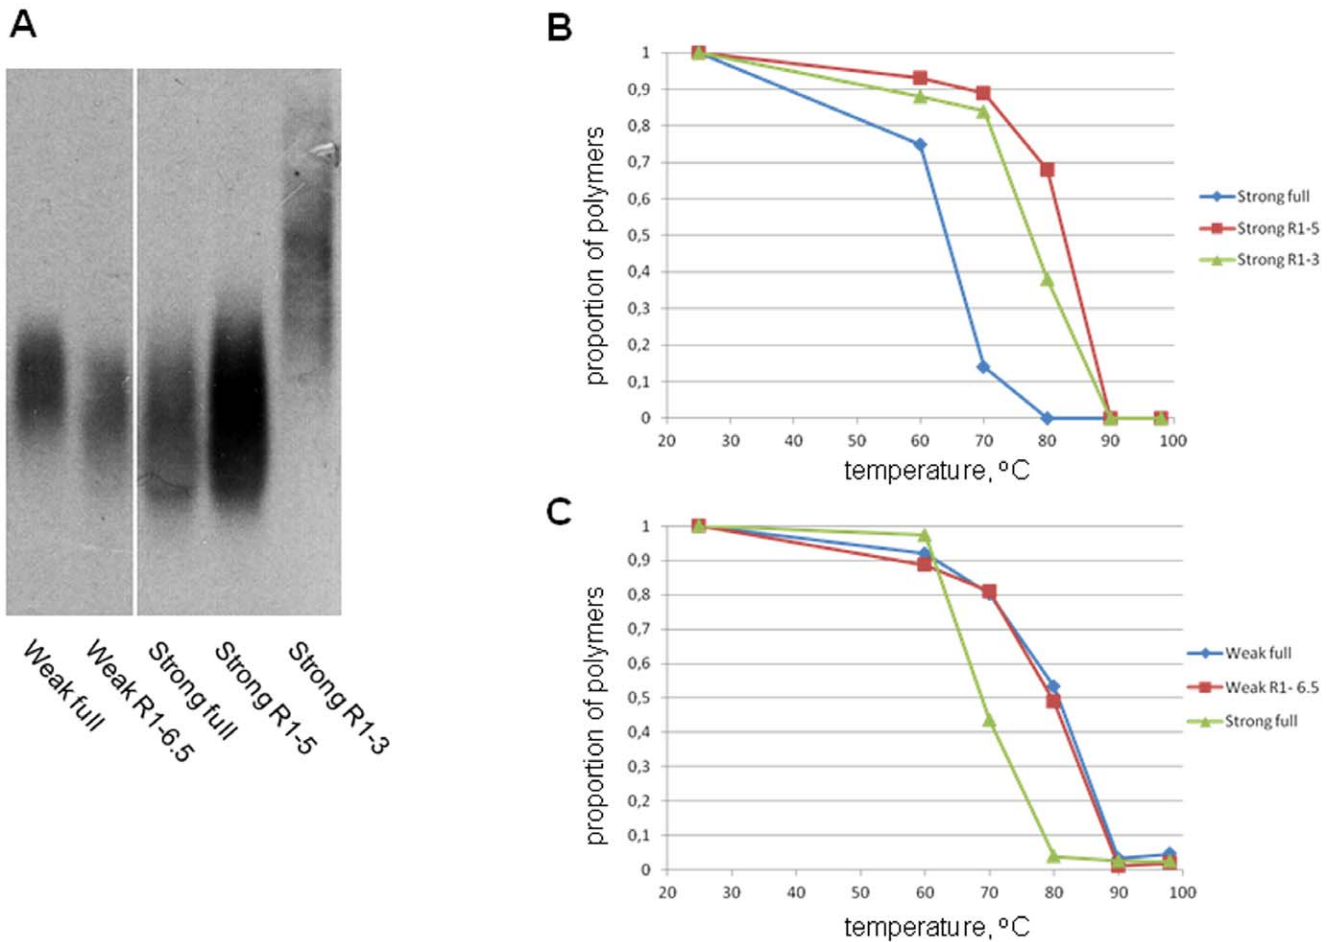 A
Weak full
Weak R1-6.5
Strong full
Strong R1-5
Strong R1-3
B
proportion of polymers
1
0,9
0,8
0,7
0,6
0,5
0,4
0,3
0,2
0,1
0
20 30 40 50 60 70 80 90 100
temperature, ºC
Strong full
Strong R1-5
Strong R1-3
C
proportion of polymers
1
0,9
0,8
0,7
0,6
0,5
0,4
0,3
0,2
0,1
0
20 30 40 50 60 70 80 90 100
temperature, ºC
Weak full
Weak R1- 6.5
Strong full